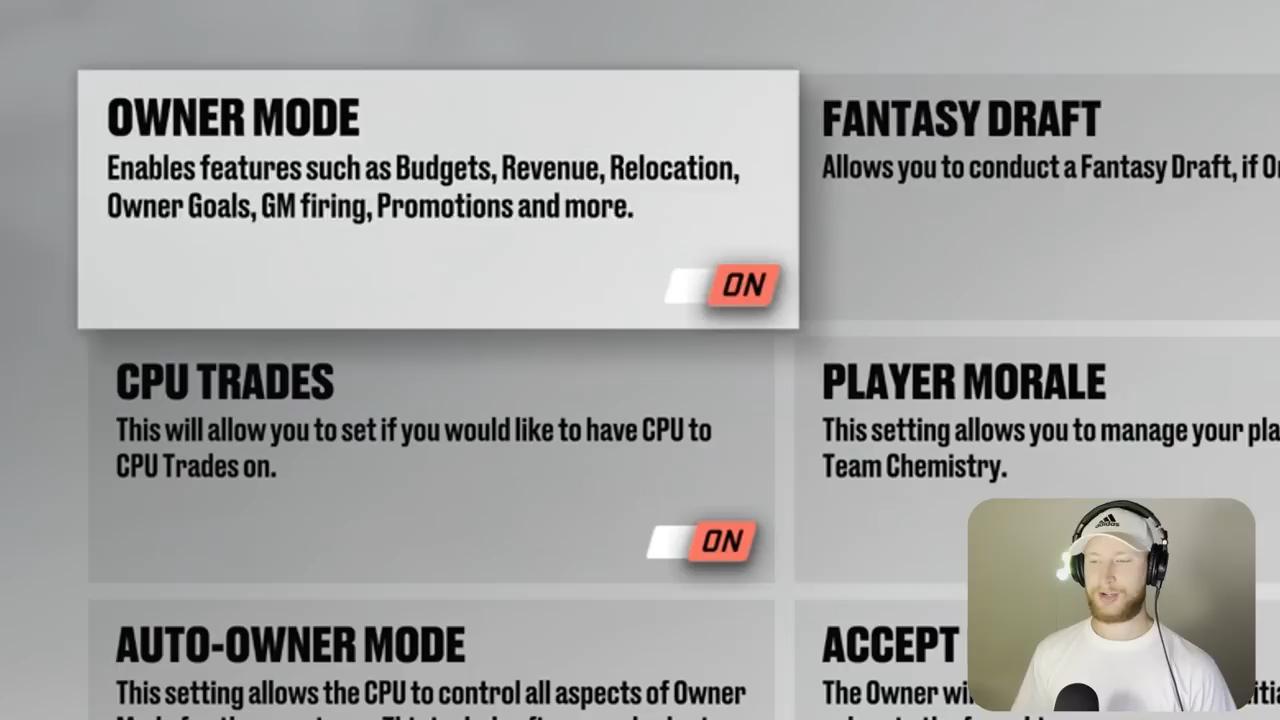 OWNER MODE
Enables features such as Budgets, Revenue, Relocation,
Owner Goals, GM firing, Promotions and more.
ON
FANTASY DRAFT
Allows you to conduct a Fantasy Draft, if
CPU TRADES
This will allow you to set if you would like to have CPU to
CPU Trades on.
ON
PLAYER MORALE
This setting allows you to manage your
Team Chemistry.
AUTO-OWNER MODE
This setting allows the CPU to control all aspects of Owner
ACCEPT
The Owner
adidas